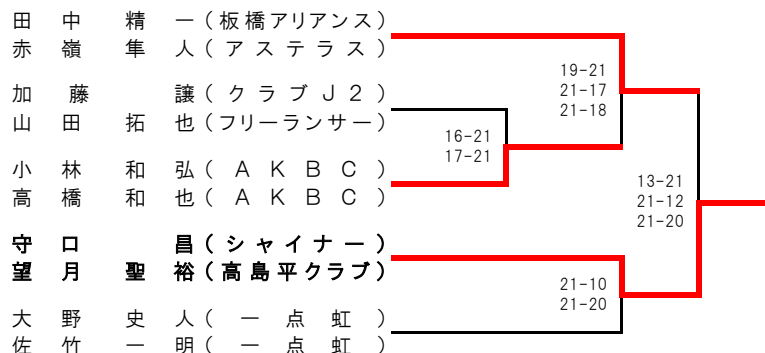 田中精一(板橋アリアンス)
赤嶺隼人(アステラス)
加藤譲(クラブJ2)
山田拓也(フリーランサー)
小林和弘(AKBC)
高橋和也(AKBC)
守口昌(シャイナー)
望月聖裕(高島平クラブ)
大野史人(一点虹)
佐竹一明(一点虹)
16-21
17-21
19-21
21-17
21-18
21-10
21-20
13-21
21-12
21-20